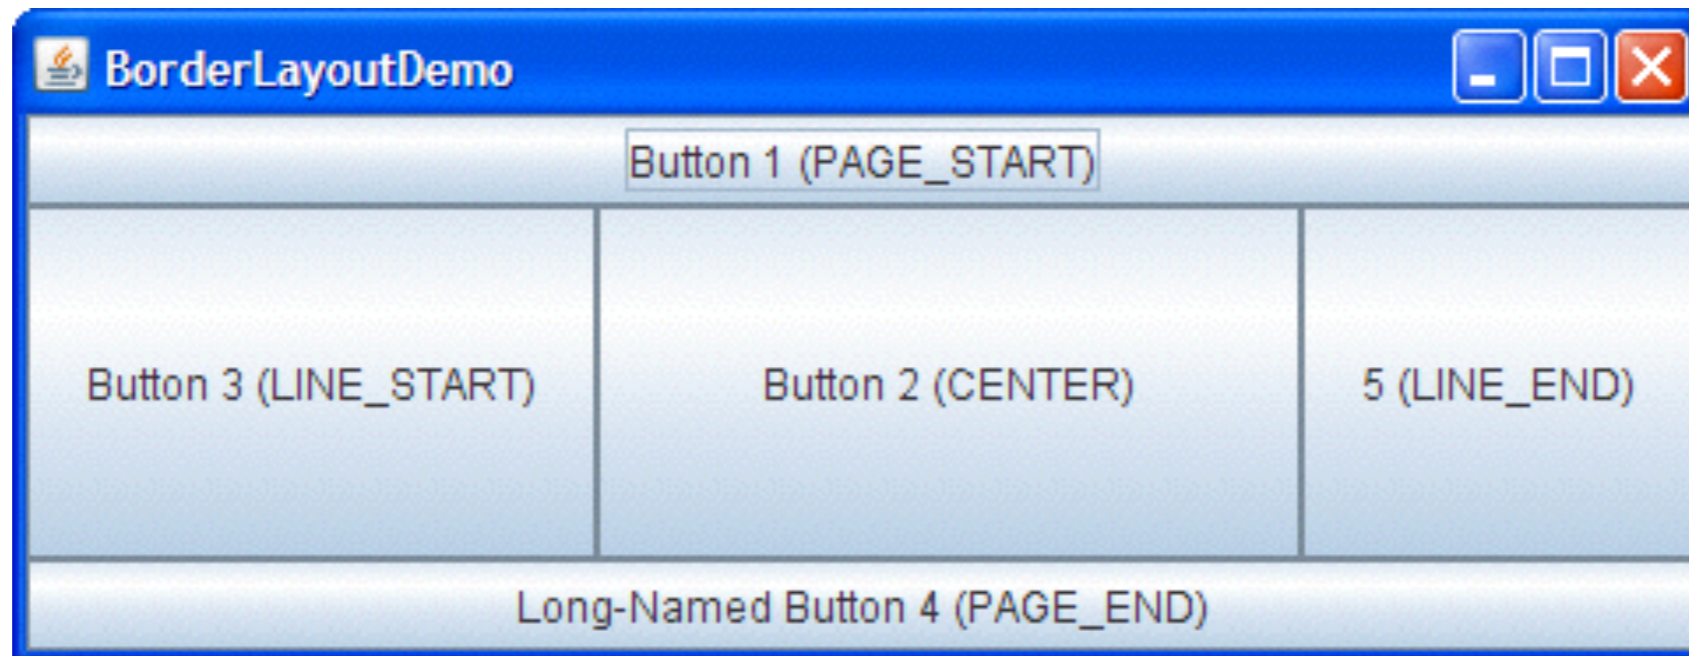 BorderLayoutDemo
Button 1 (PAGE_START)
Button 3 (LINE_START)
Button 2 (CENTER)
5 (LINE_END)
Long-Named Button 4 (PAGE_END)